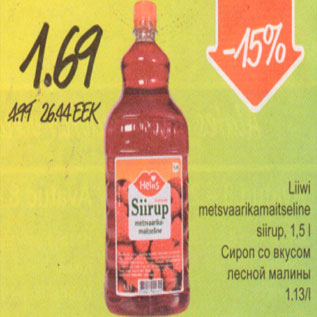 1.69
-15%
1.99 26.44 EEK
Helis
Siirup
metsvaarika-
maitseline
Liiwi
metsvaarikamaitseline
siirup, 1,5 l
Сироп со вкусом
лесной малины
1.13/l